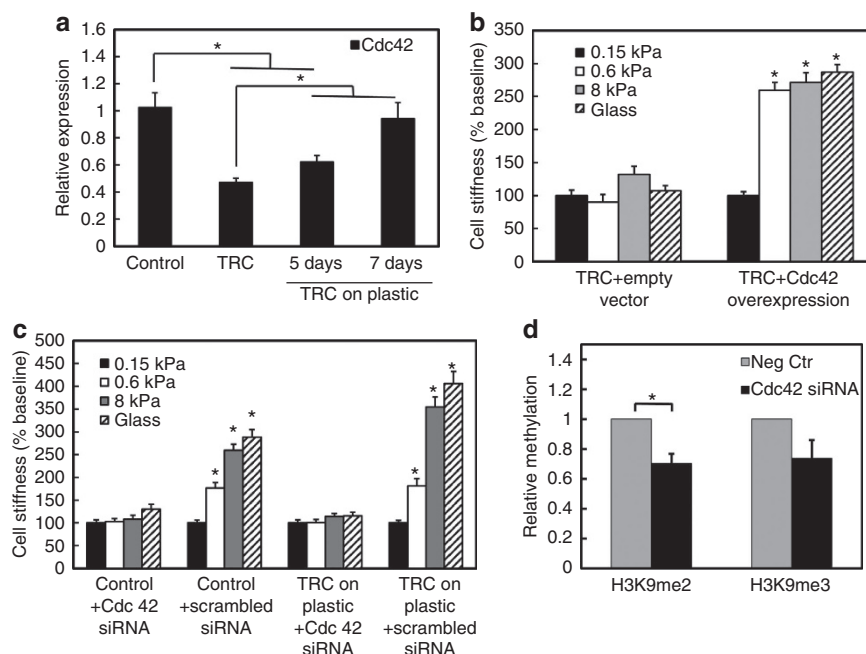 a
1.6
1.4
1.2
1
0.8
0.6
0.4
0.2
0
Relative expression
*
*
Cdc42
Control
TRC
5 days
7 days
TRC on plastic
b
350
300
250
200
150
100
50
0
Cell stiffness (% baseline)
0.15 kPa
0.6 kPa
8 kPa
Glass
* * *
TRC+empty
vector
TRC+Cdc42
overexpression
c
500
450
400
350
300
250
200
150
100
50
0
Cell stiffness (% baseline)
0.15 kPa
0.6 kPa
8 kPa
Glass
* * *
* * *
Control
+Cdc 42
siRNA
Control
+scrambled
siRNA
TRC on
plastic
+Cdc 42
siRNA
TRC on
plastic
+scrambled
siRNA
d
1.4
1.2
1
0.8
0.6
0.4
0.2
0
Relative methylation
Neg Ctr
Cdc42 siRNA
*
H3K9me2
H3K9me3